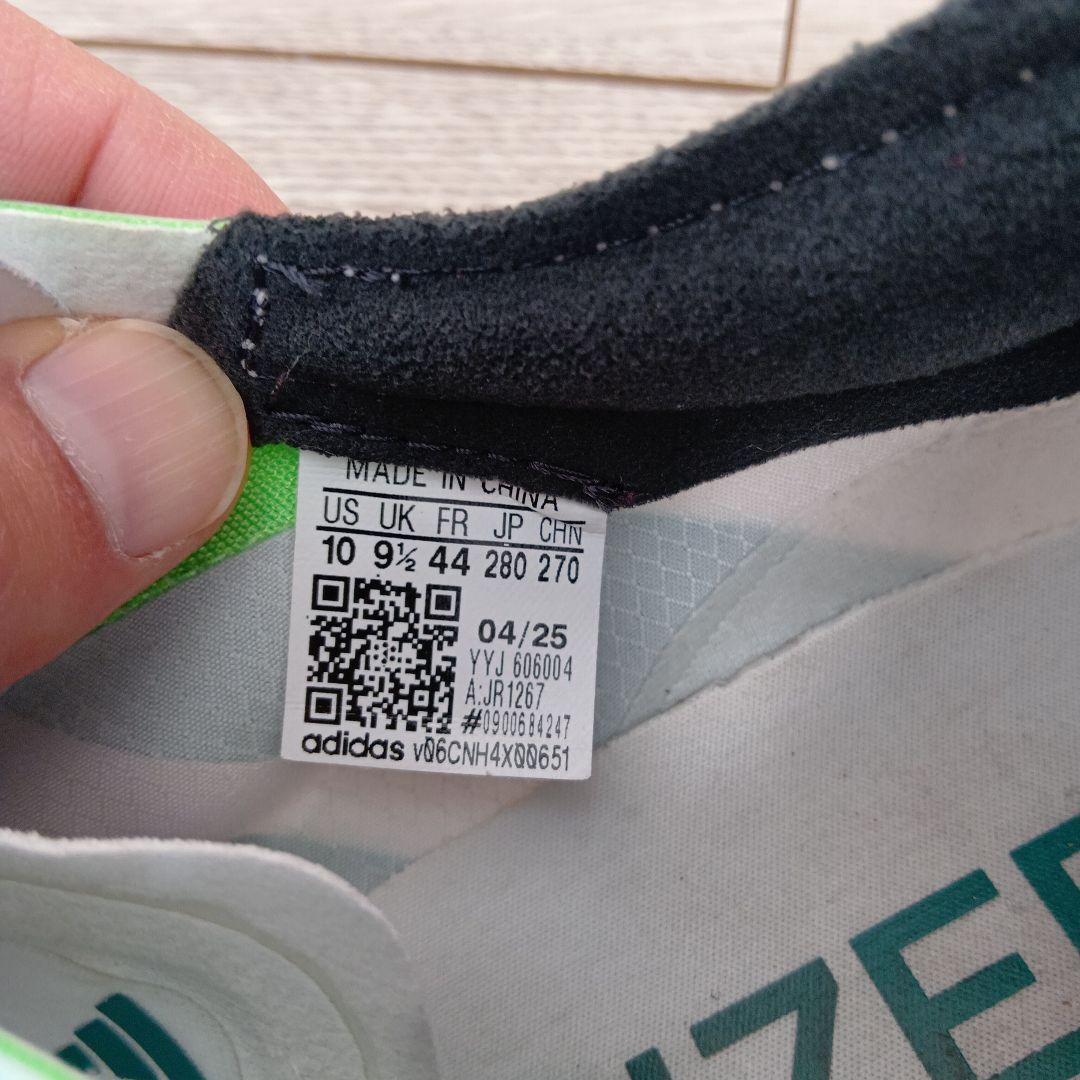 MADE IN CHINA
US UK FR JP CHN
10 9½ 44 280 270
04/25
YYJ 606004
A:JR1267
#0900684247
adidas v06CNH4X00651